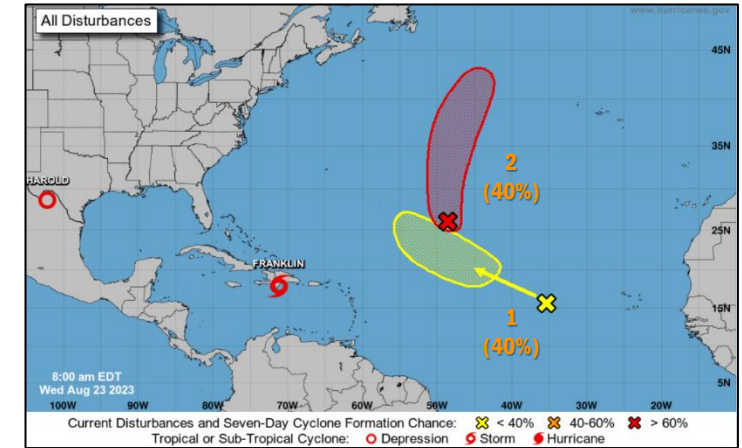 All Disturbances
www.hurricanes.gov
45N
35N
2
(40%)
HAROLD
25N
FRANKLIN
15N
1
(40%)
5N
8:00 am EDT
Wed Aug 23 2023
100W 90W 80W 70W 60W 50W 40W 30W 20W
Current Disturbances and Seven-Day Cyclone Formation Chance: < 40% 40-60% > 60%
Tropical or Sub-Tropical Cyclone: Depression Storm Hurricane